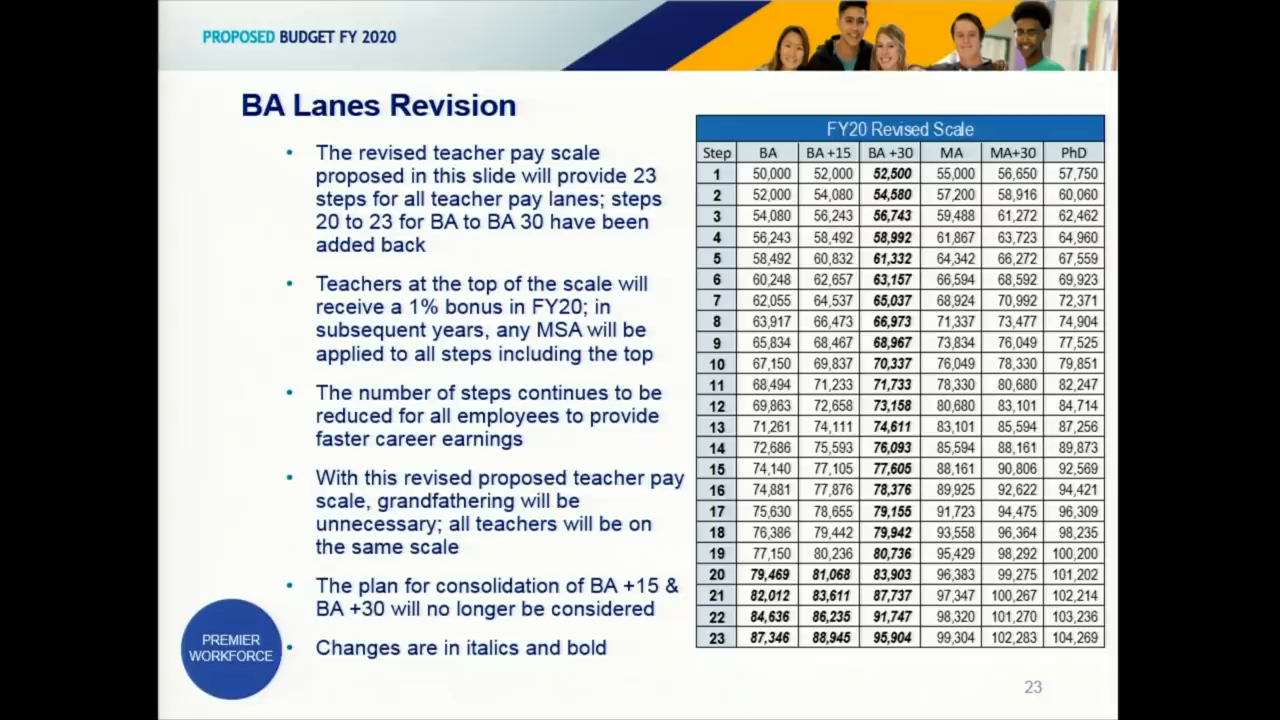 PROPOSED BUDGET FY 2020
BA Lanes Revision
• The revised teacher pay scale
proposed in this slide will provide 23
steps for all teacher pay lanes; steps
20 to 23 for BA to BA 30 have been
added back
• Teachers at the top of the scale will
receive a 1% bonus in FY20; in
subsequent years, any MSA will be
applied to all steps including the top
• The number of steps continues to be
reduced for all employees to provide
faster career earnings
• With this revised proposed teacher pay
scale, grandfathering will be
unnecessary; all teachers will be on
the same scale
• The plan for consolidation of BA +15 &
BA +30 will no longer be considered
• Changes are in italics and bold
PREMIER
WORKFORCE
FY20 Revised Scale
Step BA BA +15 BA +30 MA MA+30 PhD
1 50,000 52,000 52,500 55,000 56,650 57,750
2 52,000 54,080 54,580 57,200 58,916 60,060
3 54,080 56,243 56,743 59,488 61,272 62,462
4 56,243 58,492 58,992 61,867 63,723 64,960
5 58,492 60,832 61,332 64,342 66,272 67,559
6 60,248 62,657 63,157 66,594 68,592 69,923
7 62,055 64,537 65,037 68,924 70,992 72,371
8 63,917 66,473 66,973 71,337 73,477 74,904
9 65,834 68,467 68,967 73,834 76,049 77,525
10 67,150 69,837 70,337 76,049 78,330 79,851
11 68,494 71,233 71,733 78,330 80,680 82,247
12 69,863 72,658 73,158 80,680 83,101 84,714
13 71,261 74,111 74,611 83,101 85,594 87,256
14 72,686 75,593 76,093 85,594 88,161 89,873
15 74,140 77,105 77,605 88,161 90,806 92,569
16 74,881 77,876 78,376 89,925 92,622 94,421
17 75,630 78,655 79,155 91,723 94,475 96,309
18 76,386 79,442 79,942 93,558 96,364 98,235
19 77,150 80,236 80,736 95,429 98,292 100,200
20 79,469 81,068 83,903 96,383 99,275 101,202
21 82,012 83,611 87,737 97,347 100,267 102,214
22 84,636 86,235 91,747 98,320 101,270 103,236
23 87,346 88,945 95,904 99,304 102,283 104,269
23